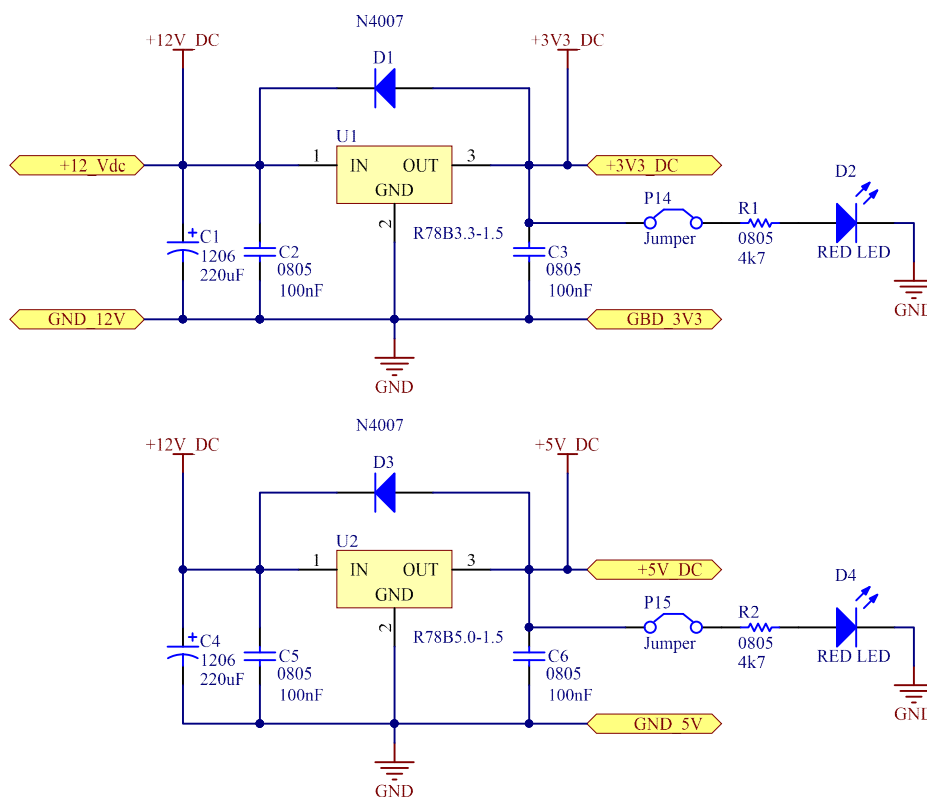 N4007
+12V_DC
+3V3_DC
D1
U1
1
IN
OUT
3
GND
2
+12_Vdc
+3V3_DC
D2
P14
Jumper
R1
0805
4k7
RED LED
GND
R78B3.3-1.5
C1
1206
220uF
C2
0805
100nF
C3
0805
100nF
GND_12V
GBD_3V3
GND
N4007
+12V_DC
+5V_DC
D3
U2
1
IN
OUT
3
GND
2
+5V_DC
D4
P15
Jumper
R2
0805
4k7
RED LED
GND
R78B5.0-1.5
C4
1206
220uF
C5
0805
100nF
C6
0805
100nF
GND_5V
GND